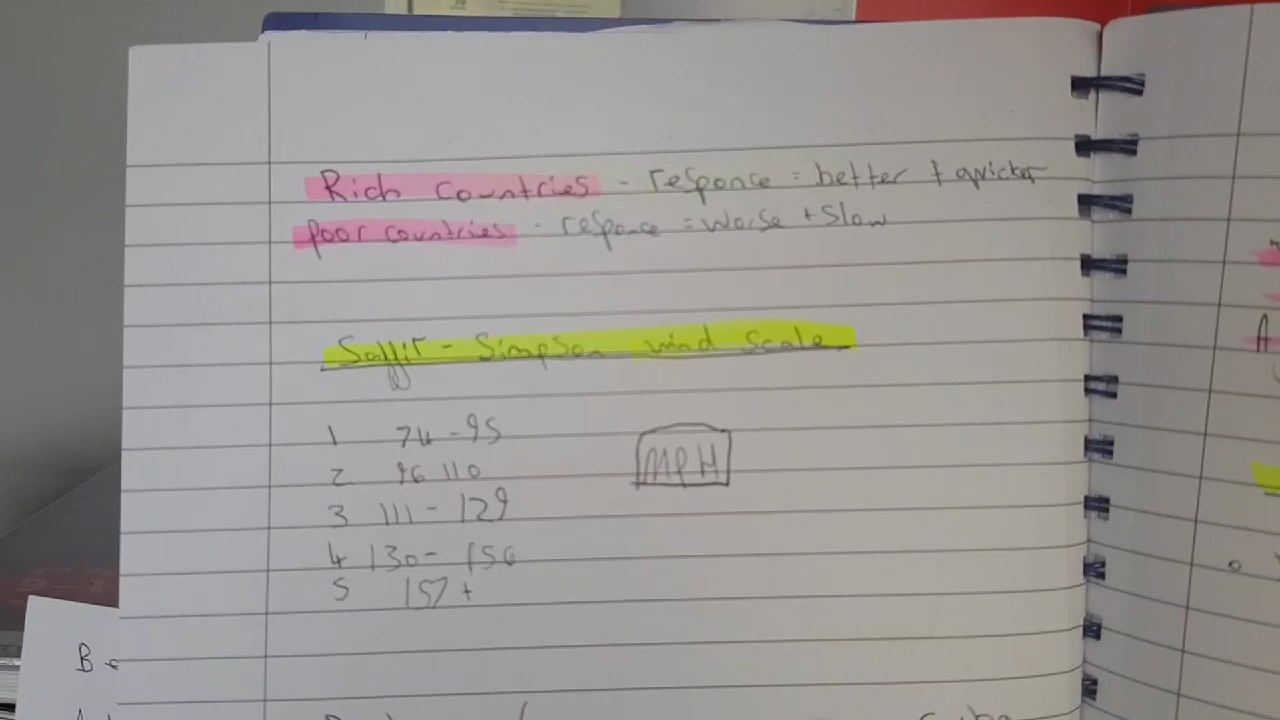 Rich Countries - responce = better + quicker
Poor countries - responce = worse + Slow
Saffir - Simpson wind Scale
1 74 - 95
MPH
2 96 110
3 111 - 129
4 130 - 156
5 157 +
B
A